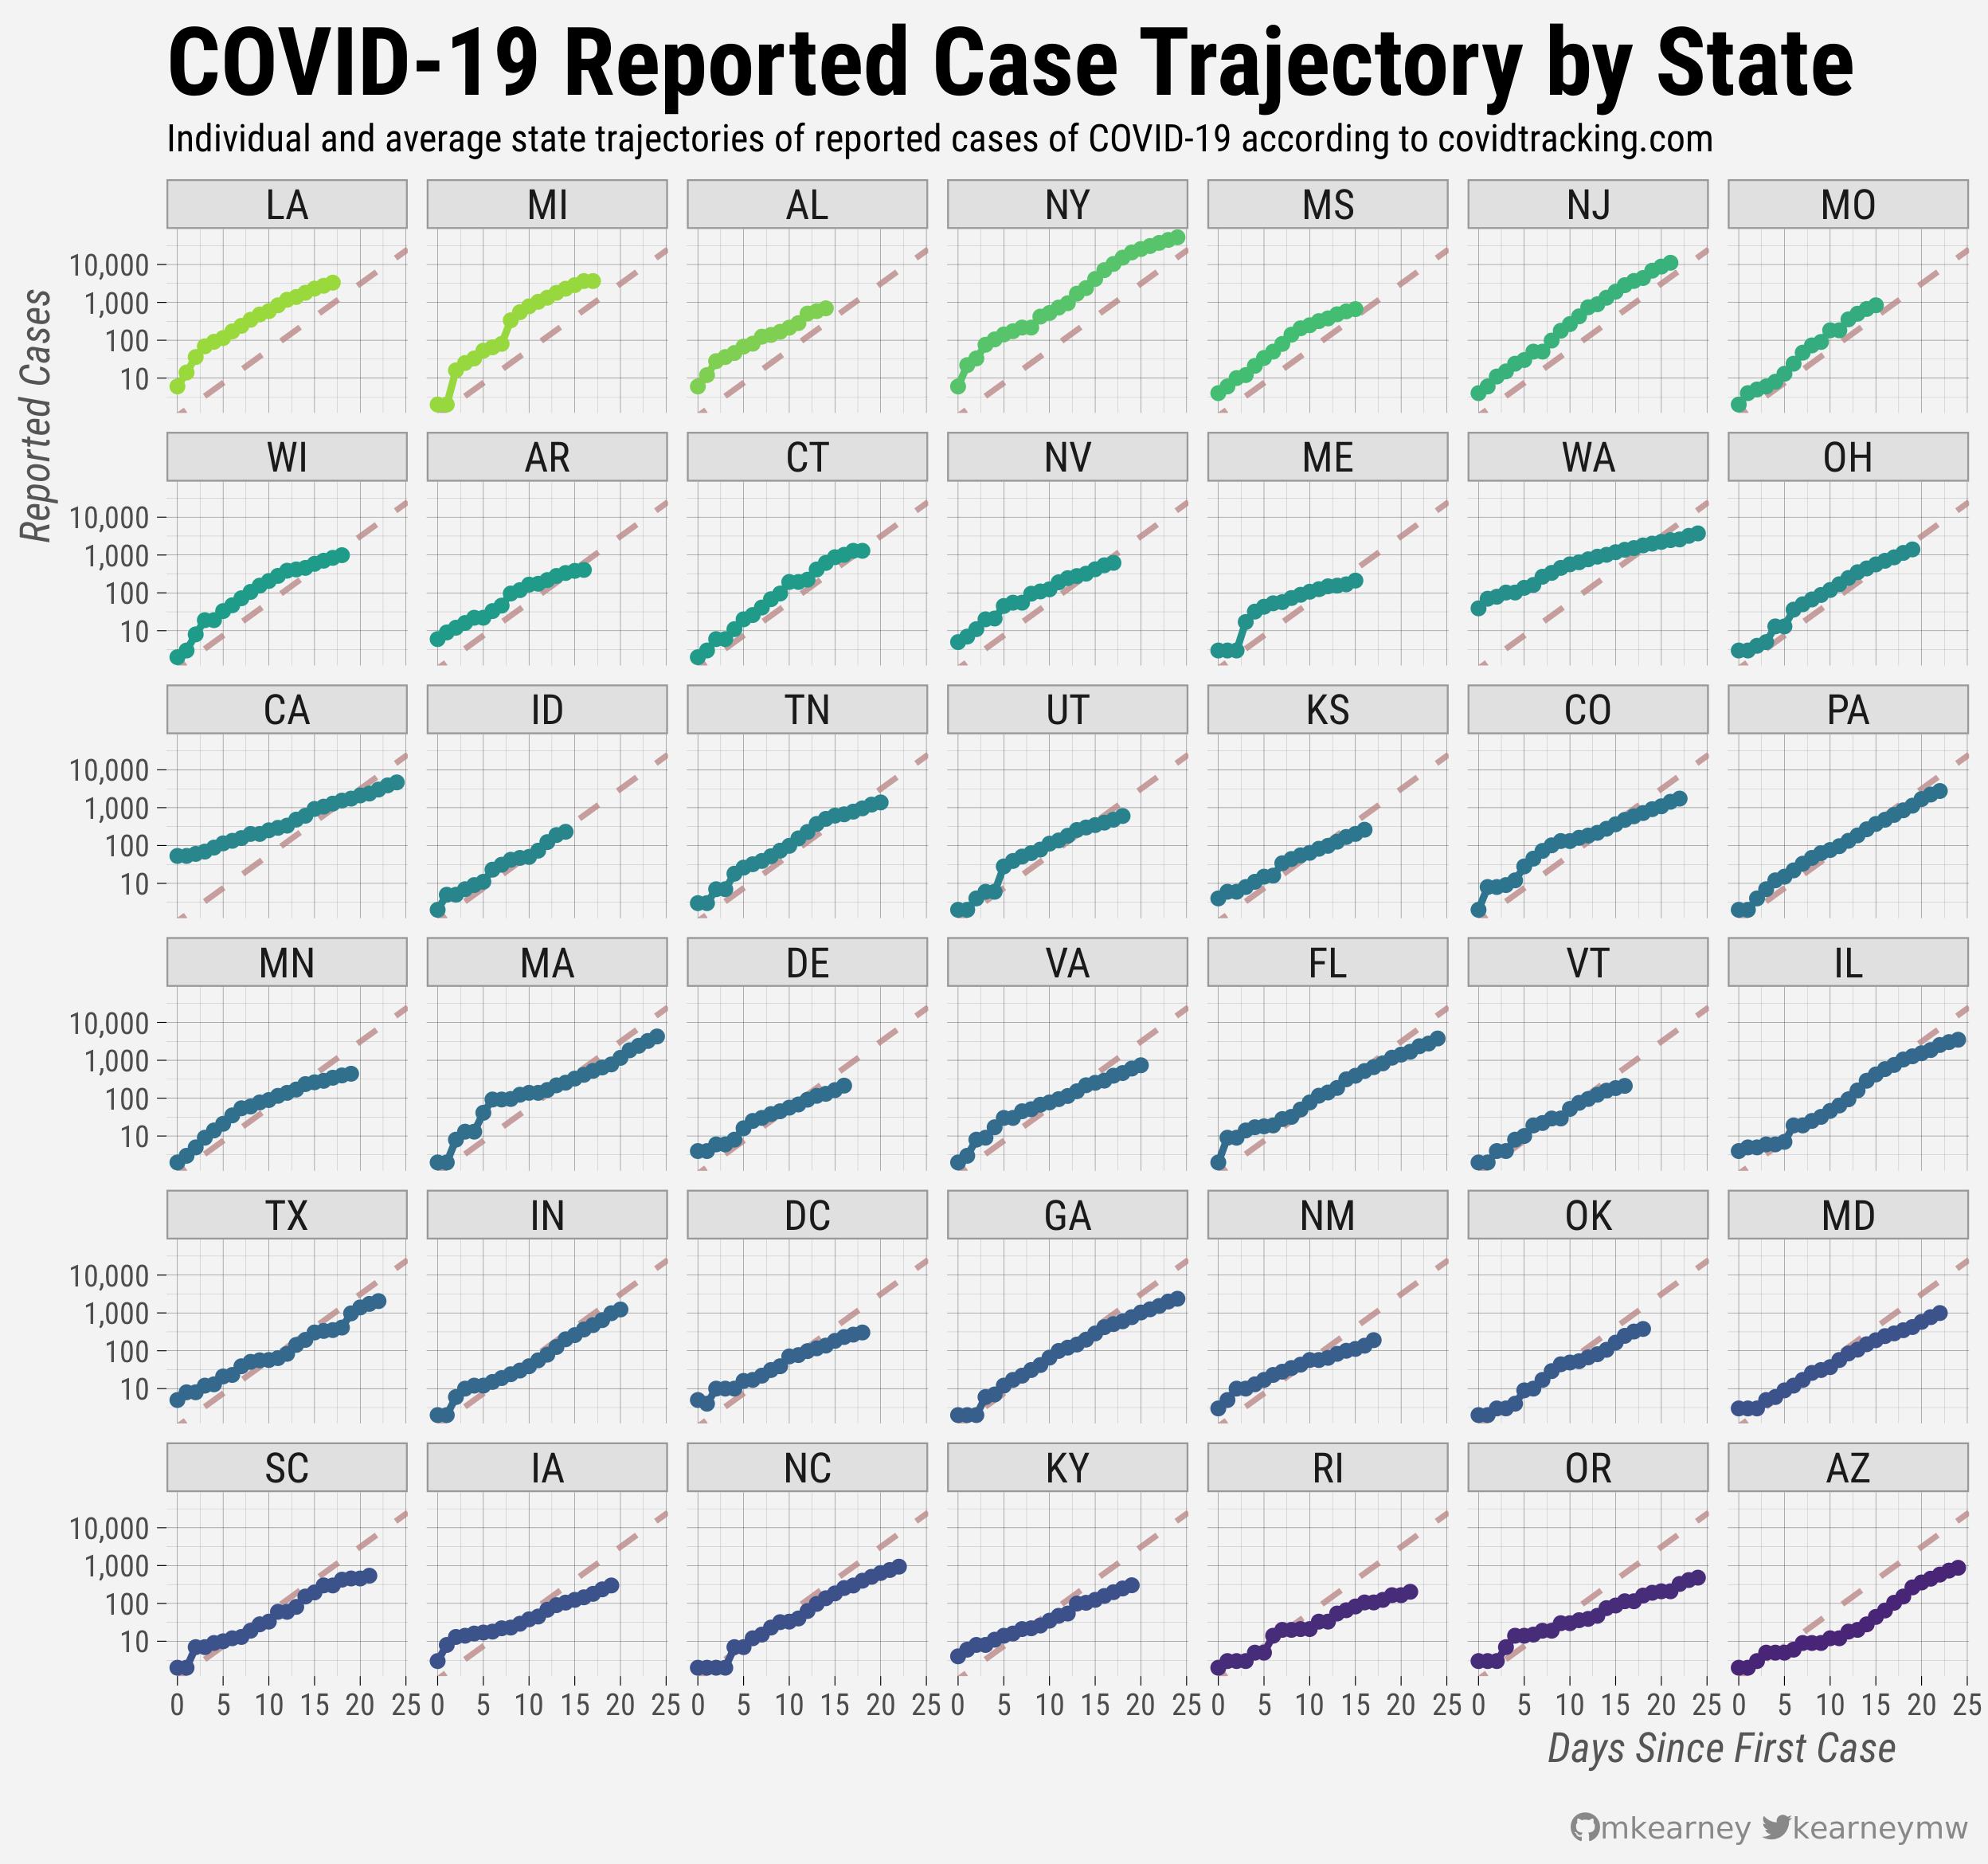 COVID-19 Reported Case Trajectory by State
Individual and average state trajectories of reported cases of COVID-19 according to covidtracking.com
Reported Cases
LA MI AL NY MS NJ MO
10,000
1,000
100
10
WI AR CT NV ME WA OH
10,000
1,000
100
10
CA ID TN UT KS CO PA
10,000
1,000
100
10
MN MA DE VA FL VT IL
10,000
1,000
100
10
TX IN DC GA NM OK MD
10,000
1,000
100
10
SC IA NC KY RI OR AZ
10,000
1,000
100
10
0 5 10 15 20 25 0 5 10 15 20 25 0 5 10 15 20 25 0 5 10 15 20 25 0 5 10 15 20 25 0 5 10 15 20 25 0 5 10 15 20 25
Days Since First Case
mkearney kearneymw